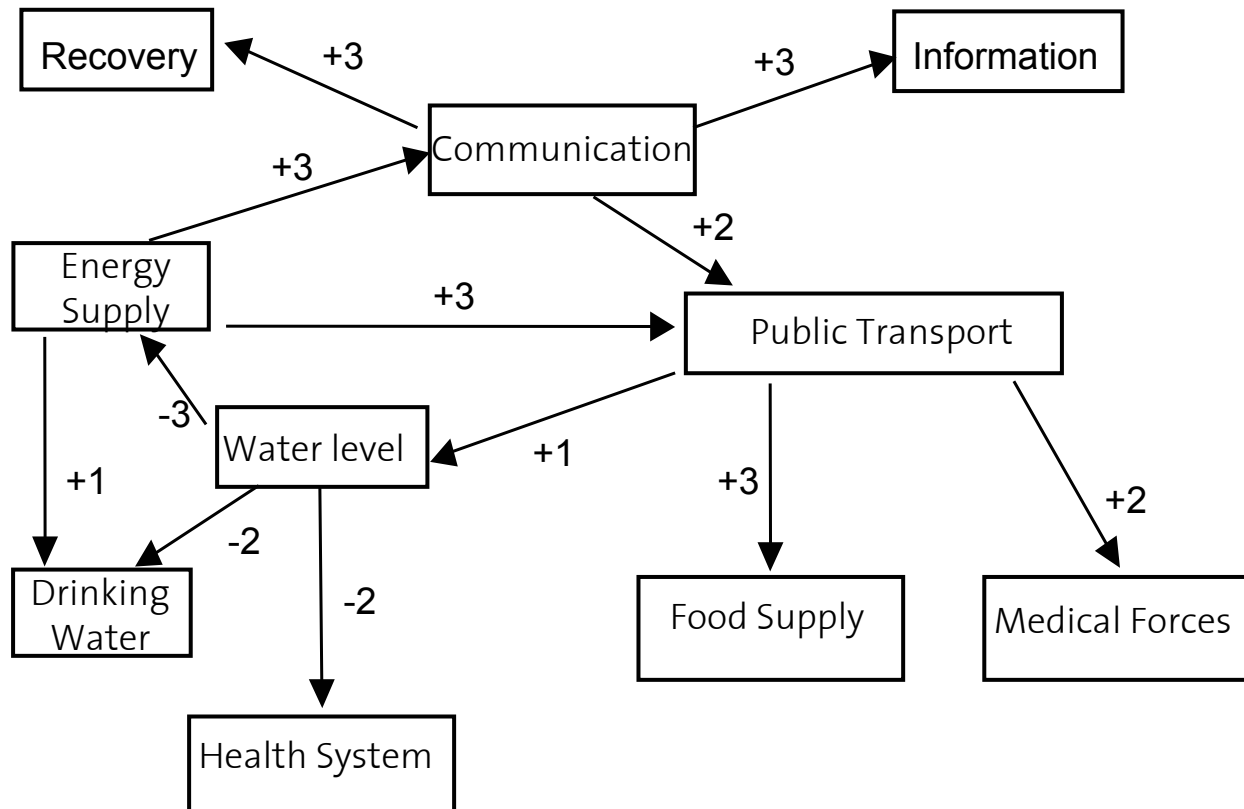 Recovery
+3
+3
Information
Communication
+3
+2
Energy
Supply
+3
Public Transport
-3
Water level
+1
+1
+3
+2
-2
Drinking
Water
-2
Food Supply
Medical Forces
Health System